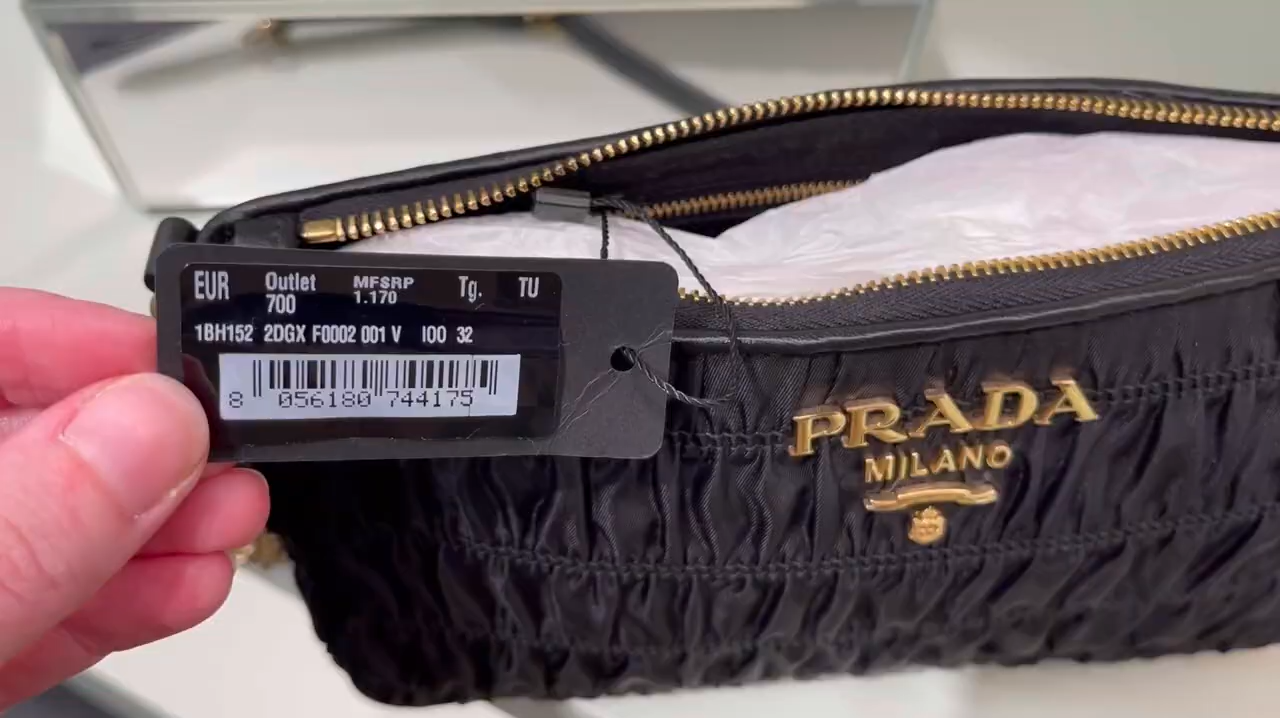 EUR Outlet MFSRP Tg. TU
700 1.170
1BH152 2DGX F0002 001 V I00 32
8 056180 744175
PRADA
MILANO